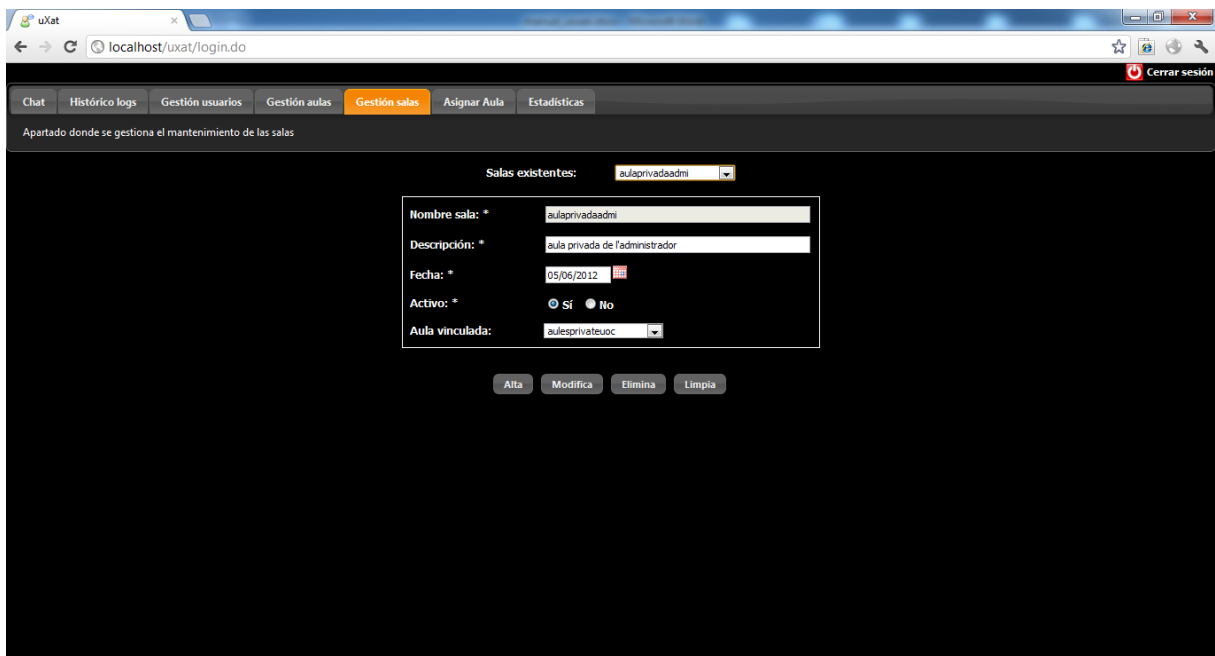 uXat
localhost/uxat/login.do
Cerrar sesión
Chat Histórico logs Gestión usuarios Gestión aulas Gestión salas Asignar Aula Estadísticas
Apartado donde se gestiona el mantenimiento de las salas
Salas existentes: aulaprivadaadmi
Nombre sala: * aulaprivadaadmi
Descripción: * aula privada de l'administrador
Fecha: * 05/06/2012
Activo: * Sí No
Aula vinculada: aulesprivateuoc
Alta Modifica Elimina Limpia